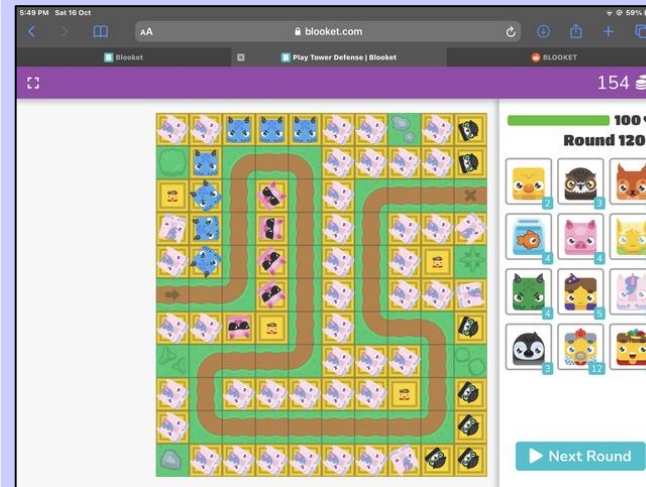 5:49 PM Sat 16 Oct
59%
AA
blooket.com
Blooket
Play Tower Defense | Blooket
BLOOKET
154
100
Round 120
2
3
4
4
4
5
3
12
Next Round